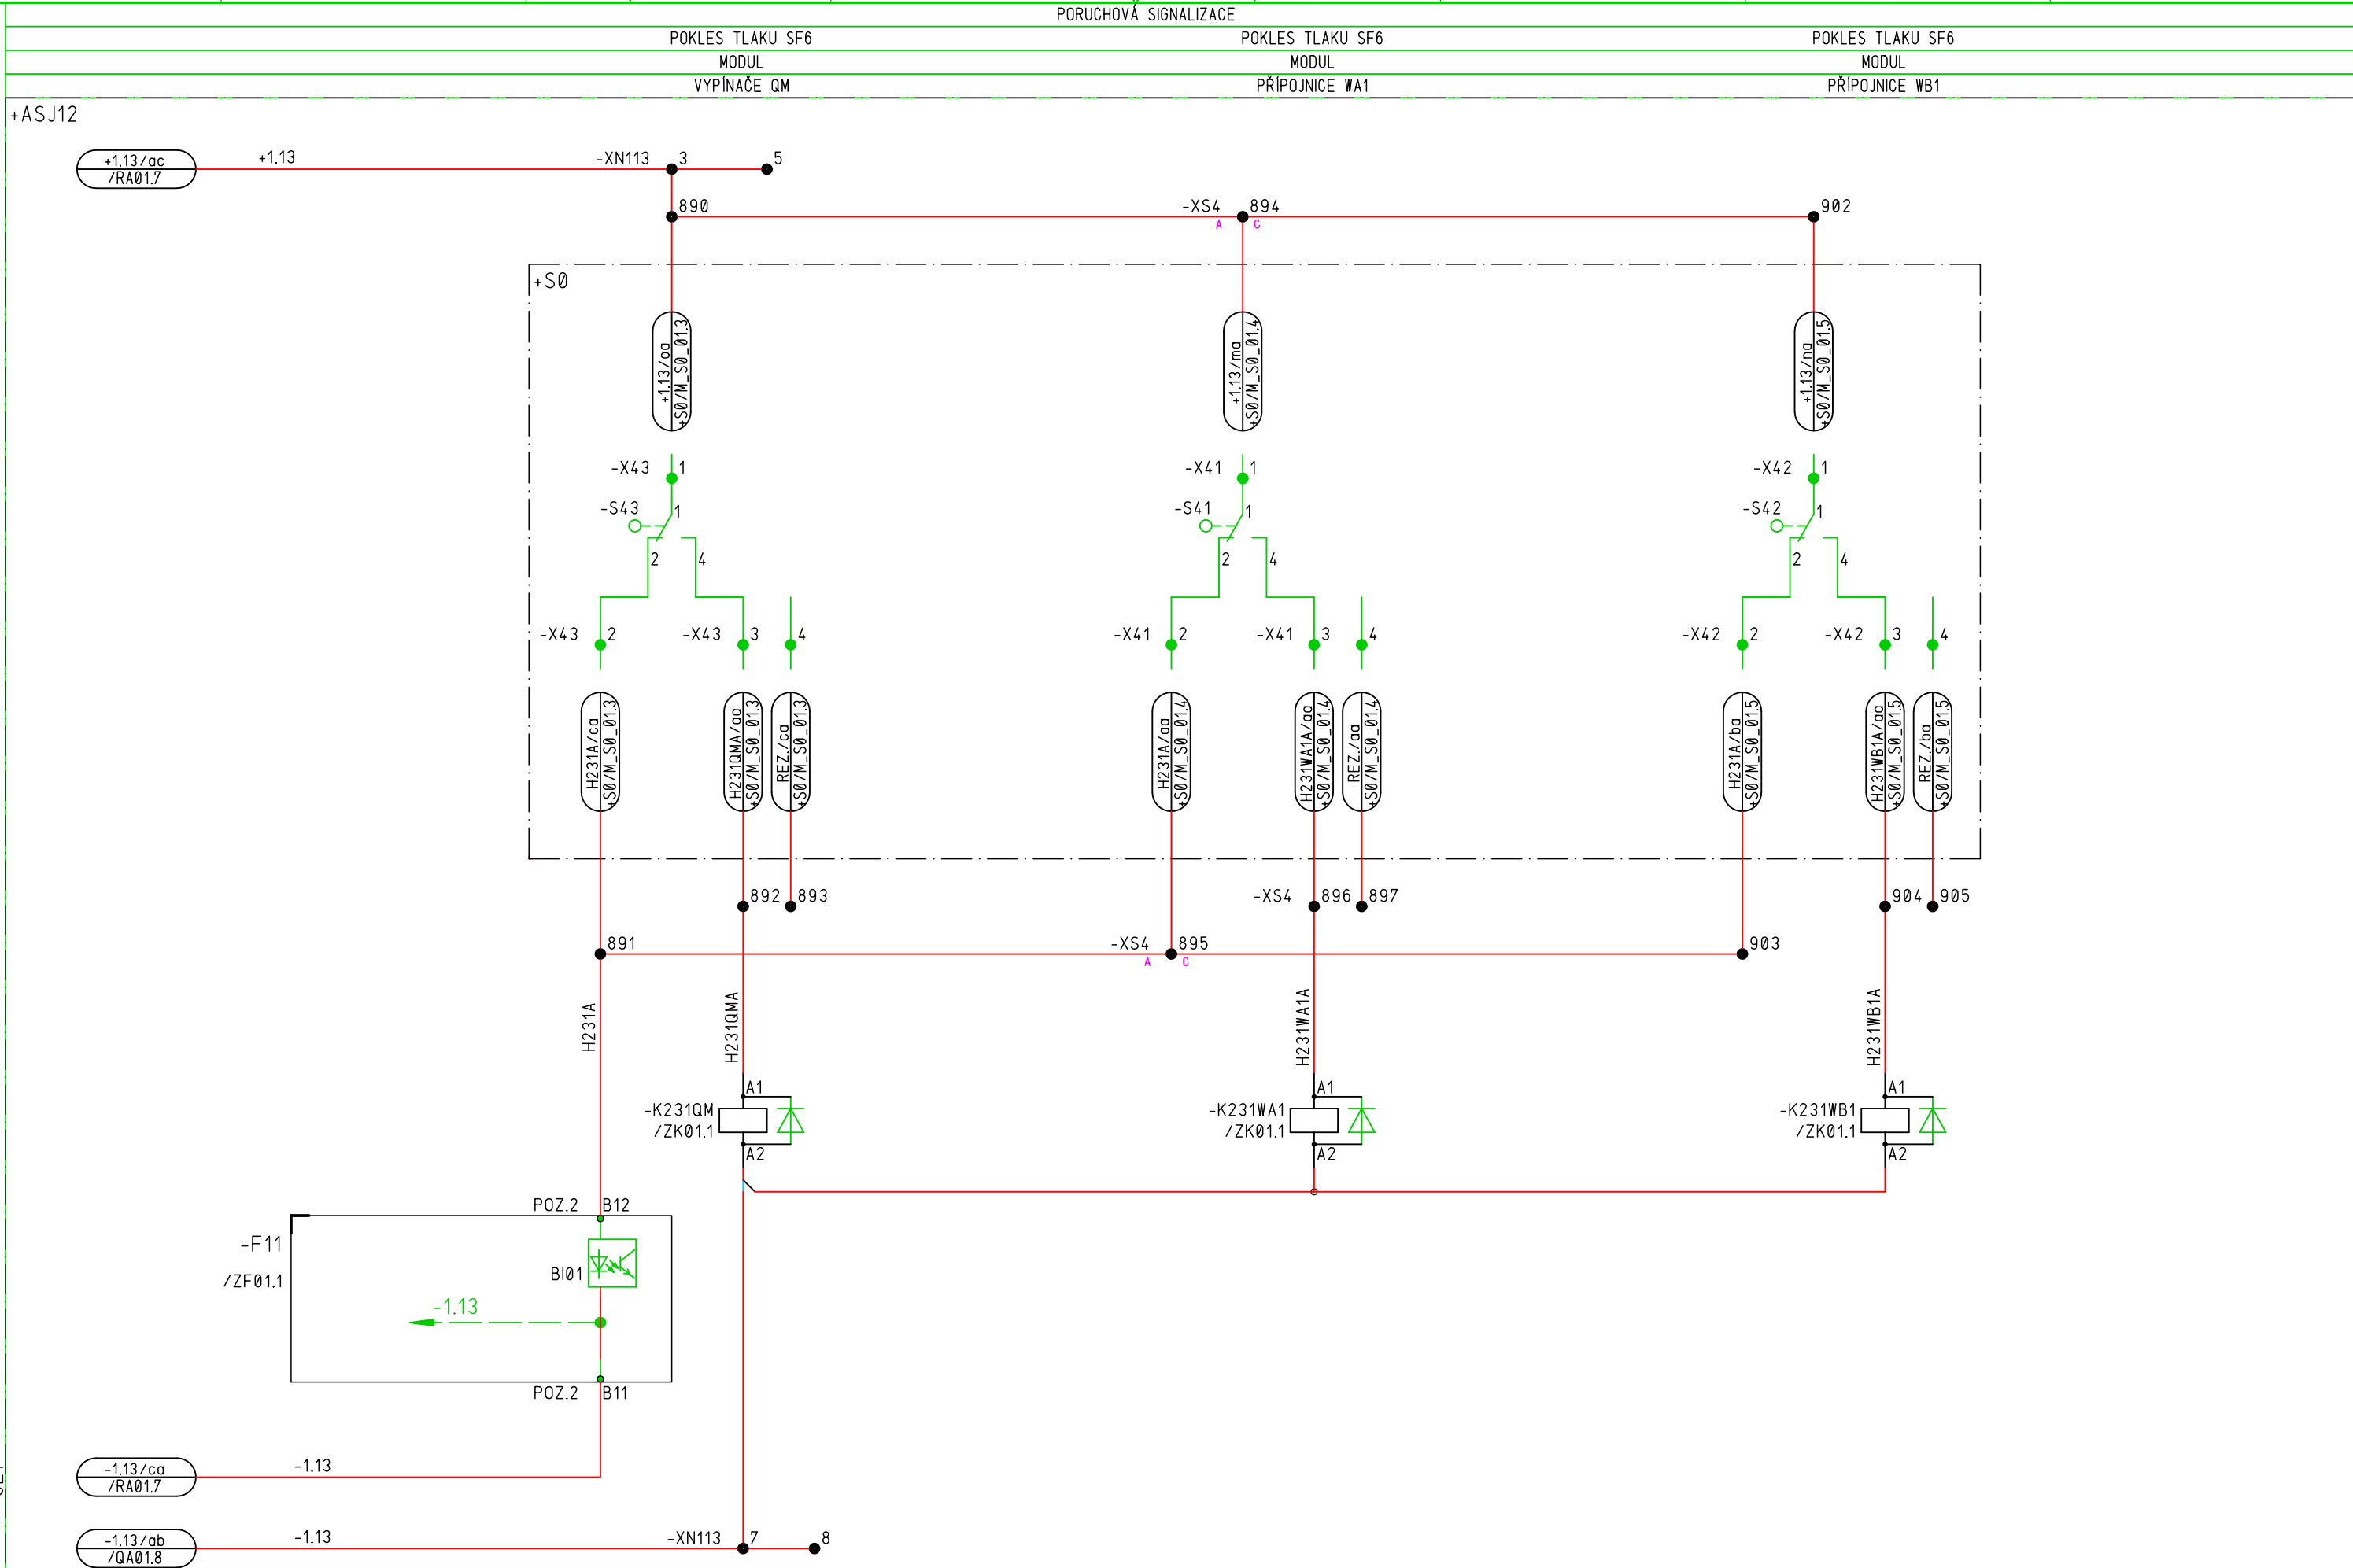 PORUCHOVÁ SIGNALIZACE
POKLES TLAKU SF6 POKLES TLAKU SF6 POKLES TLAKU SF6
MODUL MODUL MODUL
VYPÍNAČE QM PŘÍPOJNICE WA1 PŘÍPOJNICE WB1
+ASJ12
+1.13/ac
/RA01.7
+1.13
-XN113 3 5
890 -XS4 894 902
A C
+S0
+1.13/oa
+S0/M_S0_01.3
+1.13/ma
+S0/M_S0_01.4
+1.13/na
+S0/M_S0_01.5
-X43 1 -X41 1 -X42 1
-S43 1 -S41 1 -S42 1
2 4 2 4 2 4
-X43 2 -X43 3 4 -X41 2 -X41 3 4 -X42 2 -X42 3 4
H231A/ca
+S0/M_S0_01.3
H231QMA/aa
+S0/M_S0_01.3
REZ./ca
+S0/M_S0_01.3
H231A/aa
+S0/M_S0_01.4
H231WA1A/aa
+S0/M_S0_01.4
REZ./aa
+S0/M_S0_01.4
H231A/ba
+S0/M_S0_01.5
H231WB1A/aa
+S0/M_S0_01.5
REZ./ba
+S0/M_S0_01.5
892 893 -XS4 896 897 904 905
891 -XS4 895 903
A C
H231A
H231QMA
H231WA1A
H231WB1A
A1 A1 A1
-K231QM -K231WA1 -K231WB1
/ZK01.1 /ZK01.1 /ZK01.1
A2 A2 A2
POZ.2 B12
-F11
/ZF01.1
BI01
-1.13
POZ.2 B11
-1.13/ca
/RA01.7
-1.13
-1.13/ab
/QA01.8
-1.13
-XN113 7 8